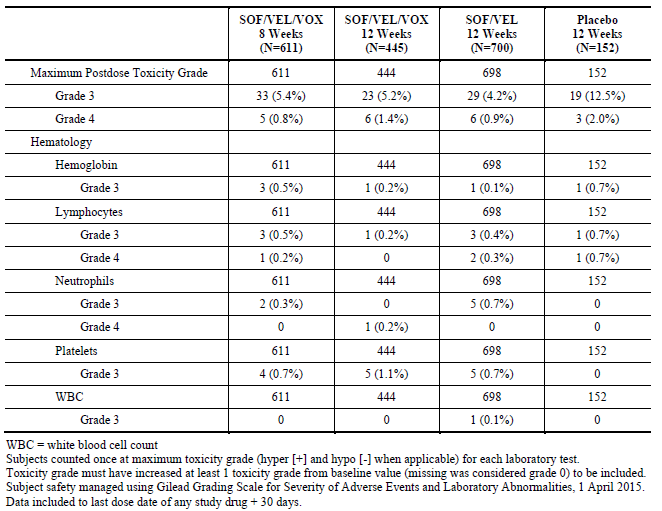 SOF/VEL/VOX 8 Weeks (N=611) SOF/VEL/VOX 12 Weeks (N=445) SOF/VEL 12 Weeks (N=700) Placebo 12 Weeks (N=152)
Maximum Postdose Toxicity Grade 611 444 698 152
Grade 3 33 (5.4%) 23 (5.2%) 29 (4.2%) 19 (12.5%)
Grade 4 5 (0.8%) 6 (1.4%) 6 (0.9%) 3 (2.0%)
Hematology
Hemoglobin 611 444 698 152
Grade 3 3 (0.5%) 1 (0.2%) 1 (0.1%) 1 (0.7%)
Lymphocytes 611 444 698 152
Grade 3 3 (0.5%) 1 (0.2%) 3 (0.4%) 1 (0.7%)
Grade 4 1 (0.2%) 0 2 (0.3%) 1 (0.7%)
Neutrophils 611 444 698 152
Grade 3 2 (0.3%) 0 5 (0.7%) 0
Grade 4 0 1 (0.2%) 0 0
Platelets 611 444 698 152
Grade 3 4 (0.7%) 5 (1.1%) 5 (0.7%) 0
WBC 611 444 698 152
Grade 3 0 0 1 (0.1%) 0
WBC = white blood cell count
Subjects counted once at maximum toxicity grade (hyper [+] and hypo [-] when applicable) for each laboratory test.
Toxicity grade must have increased at least 1 toxicity grade from baseline value (missing was considered grade 0) to be included.
Subject safety managed using Gilead Grading Scale for Severity of Adverse Events and Laboratory Abnormalities, 1 April 2015.
Data included to last dose date of any study drug + 30 days.